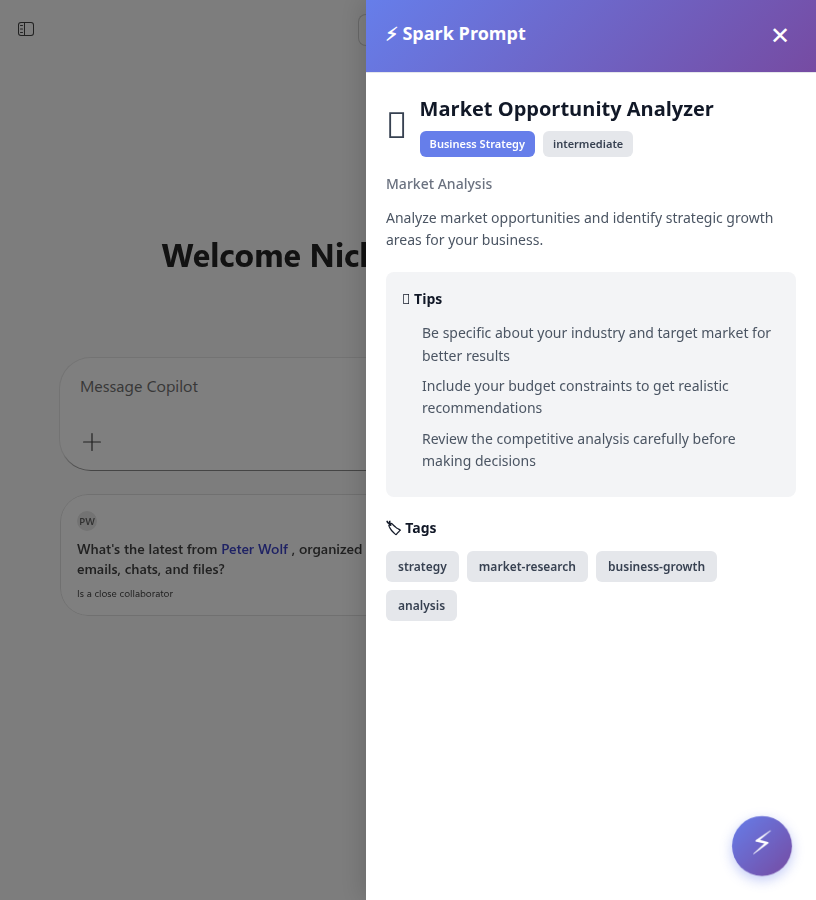 ⚡ Spark Prompt
Market Opportunity Analyzer
Business Strategy
intermediate
Market Analysis
Analyze market opportunities and identify strategic growth
areas for your business.
Tips
Be specific about your industry and target market for
better results
Include your budget constraints to get realistic
recommendations
Review the competitive analysis carefully before
making decisions
🏷 Tags
strategy
market-research
business-growth
analysis
Welcome
Message Copilot
PW
What's the latest from Peter Wolf , organized
emails, chats, and files?
Is a close collaborator